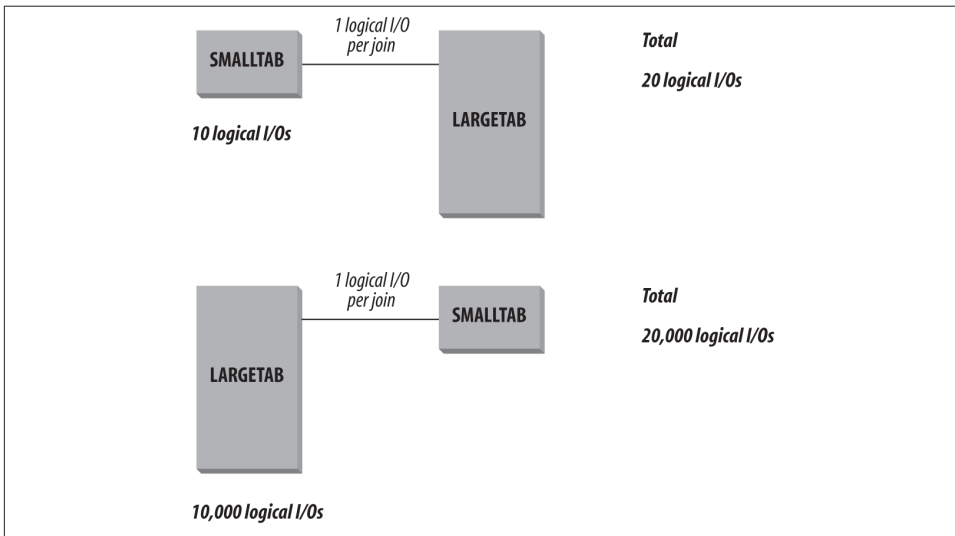 1 logical I/O
per join
SMALLTAB
LARGETAB
10 logical I/Os
Total
20 logical I/Os
1 logical I/O
per join
LARGETAB
SMALLTAB
10,000 logical I/Os
Total
20,000 logical I/Os